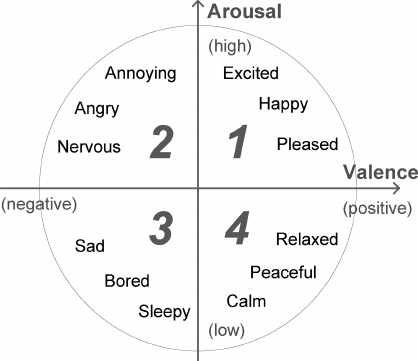 Arousal
(high)
Annoying
Excited
Angry
Happy
Nervous
2
1
Pleased
Valence
(negative)
(positive)
3
4
Sad
Relaxed
Bored
Peaceful
Sleepy
Calm
(low)